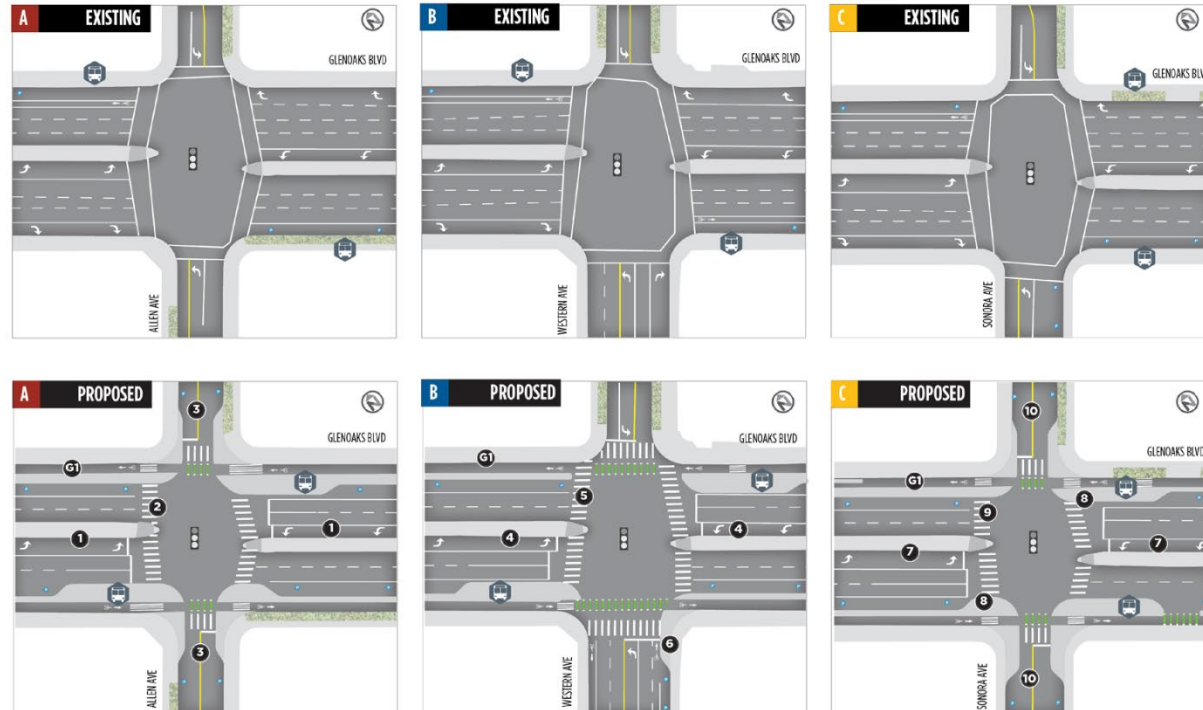 A EXISTING
GLENOAKS BLVD
ALLEN AVE
B EXISTING
GLENOAKS BLVD
WESTERN AVE
C EXISTING
GLENOAKS BLV
SONORA AVE
A PROPOSED
3
GLENOAKS BLVD
G1
2
1
1
3
ALLEN AVE
B PROPOSED
GLENOAKS BLVD
G1
5
4
4
6
WESTERN AVE
C PROPOSED
10
GLENOAKS BLVD
G1
8
9
7
7
8
10
SONORA AVE